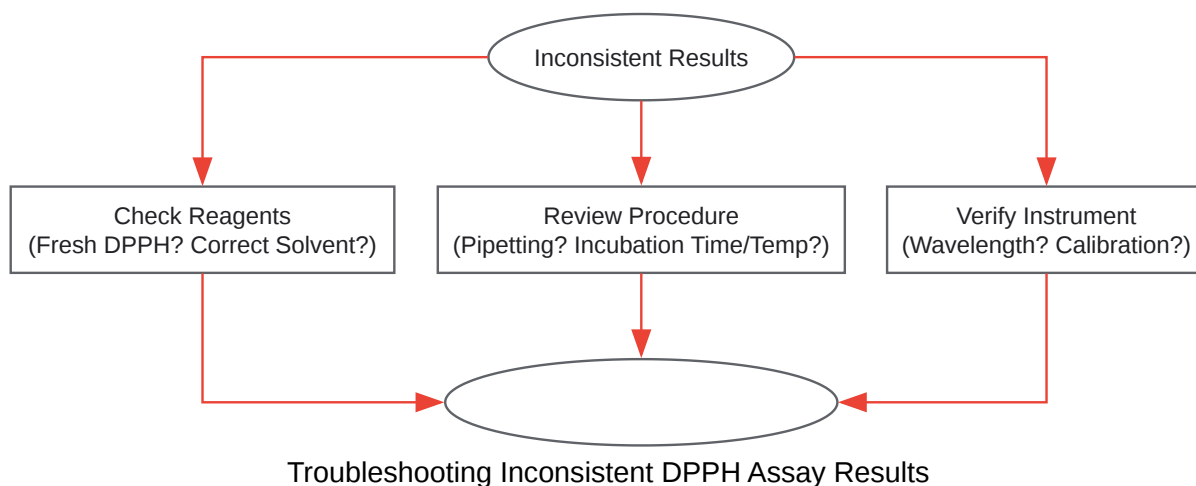 Inconsistent Results
Check Reagents
(Fresh DPPH? Correct Solvent?)
Review Procedure
(Pipetting? Incubation Time/Temp?)
Verify Instrument
(Wavelength? Calibration?)
Troubleshooting Inconsistent DPPH Assay Results